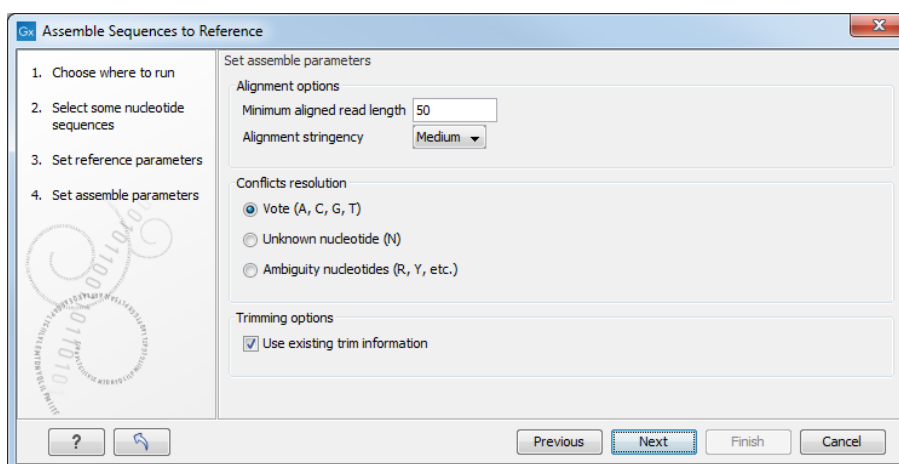 Gx Assemble Sequences to Reference
1. Choose where to run
2. Select some nucleotide
sequences
3. Set reference parameters
4. Set assemble parameters
Set assemble parameters
Alignment options
Minimum aligned read length 50
Alignment stringency Medium
Conflicts resolution
Vote (A, C, G, T)
Unknown nucleotide (N)
Ambiguity nucleotides (R, Y, etc.)
Trimming options
Use existing trim information
?
Previous Next Finish Cancel